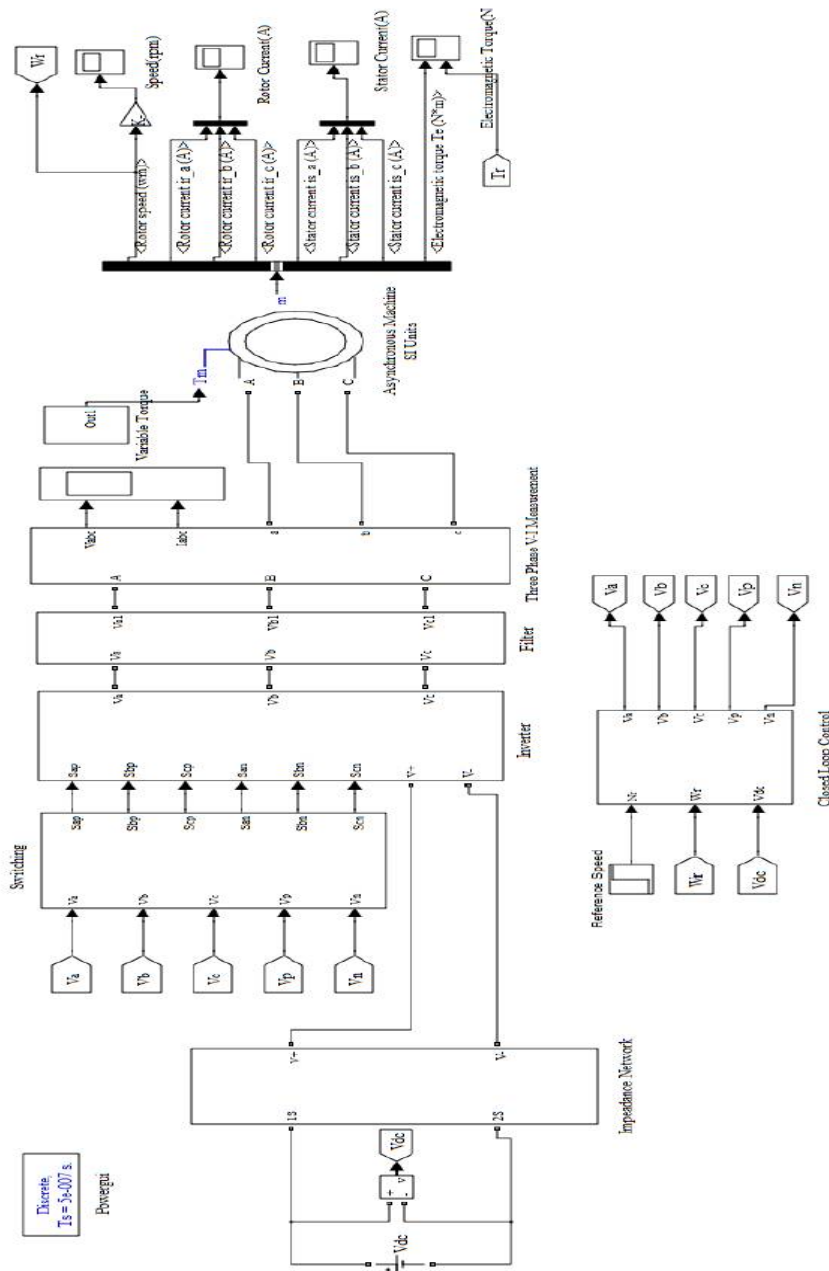 Discrete,
Ts = 5e-007 s.
Powergui
Vdc
+
-
v
Vdc
1S
2S
V+
V-
Impeadance Network
Va
Vb
Vc
Vp
Vn
Switching
Va
Vb
Vc
Vp
Vn
Sap
Sbp
Scp
San
Sbn
Scn
Sap
Sbp
Scp
San
Sbn
Scn
V+
V-
Va
Vb
Vc
Inverter
Va
Vb
Vc
Va1
Vb1
Vc1
Filter
A
B
C
Vabc
Iabc
a
b
c
Three Phase V-I Measurement
Out1
Variable Torque
Tm
A
B
C
m
Asynchronous Machine
SI Units
<Rotor speed (wm)>
<Rotor current ir_a (A)>
<Rotor current ir_b (A)>
<Rotor current ir_c (A)>
<Stator current is_a (A)>
<Stator current is_b (A)>
<Stator current is_c (A)>
<Electromagnetic torque Te (N*m)>
Wr
K-
Speed(rpm)
Rotor Current(A)
Stator Current(A)
Electromagnetic Torque(N
Tr
Reference Speed
Wr
Vdc
Wr
Vdc
Va
Vb
Vc
Vp
Vn
Closed Loop Control
Va
Vb
Vc
Vp
Vn